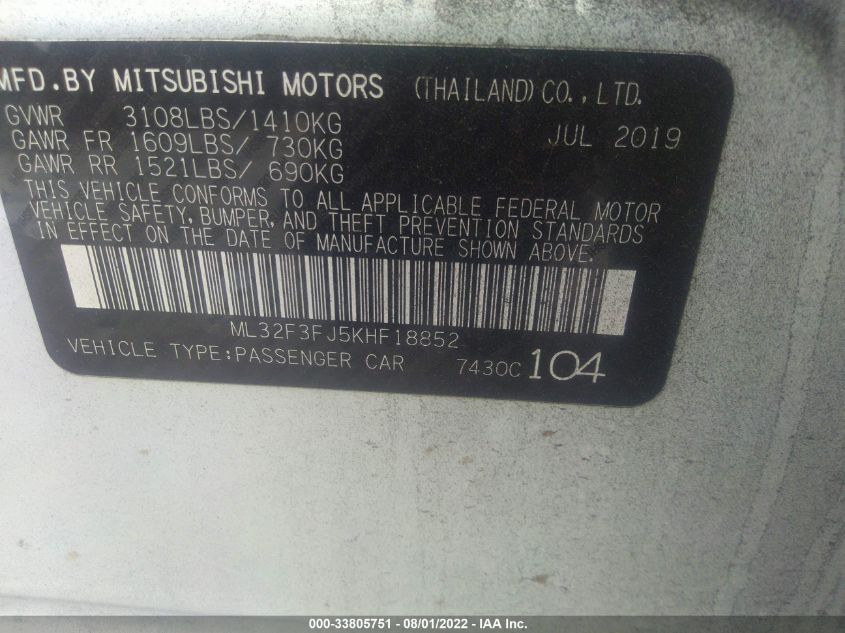 MFD.BY MITSUBISHI MOTORS (THAILAND)CO.,LTD.
GVWR 3108LBS/1410KG JUL 2019
GAWR FR 1609LBS/ 730KG
GAWR RR 1521LBS/ 690KG
THIS VEHICLE CONFORMS TO ALL APPLICABLE FEDERAL MOTOR
VEHICLE SAFETY, BUMPER, AND THEFT PREVENTION STANDARDS
IN EFFECT ON THE DATE OF MANUFACTURE SHOWN ABOVE.
ML32F3FJ5KHF18852
VEHICLE TYPE:PASSENGER CAR 7430C 104
000-33805751 - 08/01/2022 - IAA Inc.